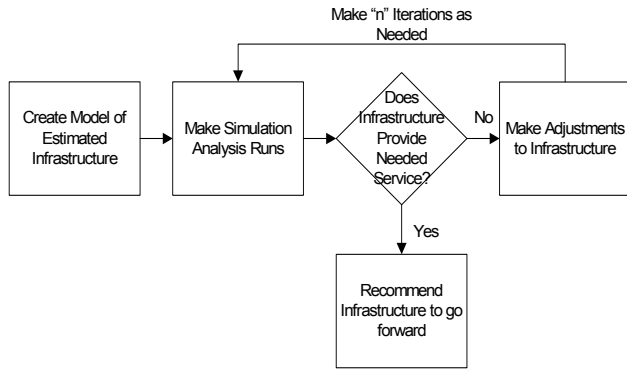 Make “n” Iterations as
Needed
Create Model of
Estimated
Infrastructure
Make Simulation
Analysis Runs
Does
Infrastructure
Provide
Needed
Service?
No
Make Adjustments
to Infrastructure
Yes
Recommend
Infrastructure to go
forward